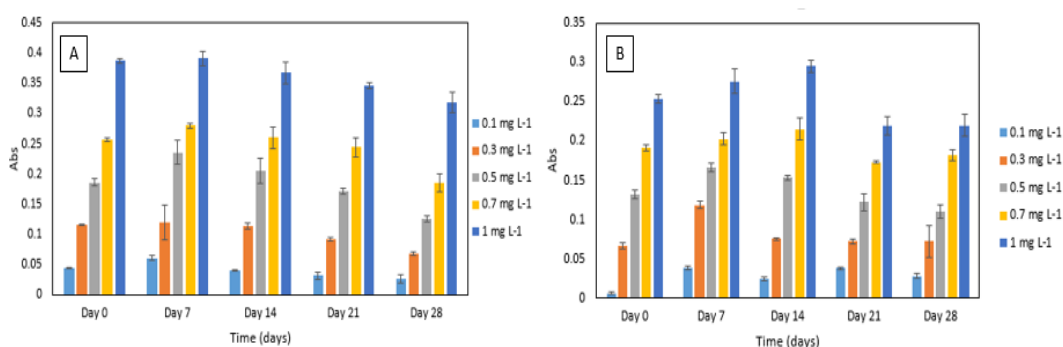 A
0.45
0.4
0.35
0.3
0.25
0.2
0.15
0.1
0.05
0
Abs
Day 0 Day 7 Day 14 Day 21 Day 28
Time (days)
0.1 mg L-1
0.3 mg L-1
0.5 mg L-1
0.7 mg L-1
1 mg L-1
B
0.35
0.3
0.25
0.2
0.15
0.1
0.05
0
Abs
Day 0 Day 7 Day 14 Day 21 Day 28
Time (days)
0.1 mg L-1
0.3 mg L-1
0.5 mg L-1
0.7 mg L-1
1 mg L-1